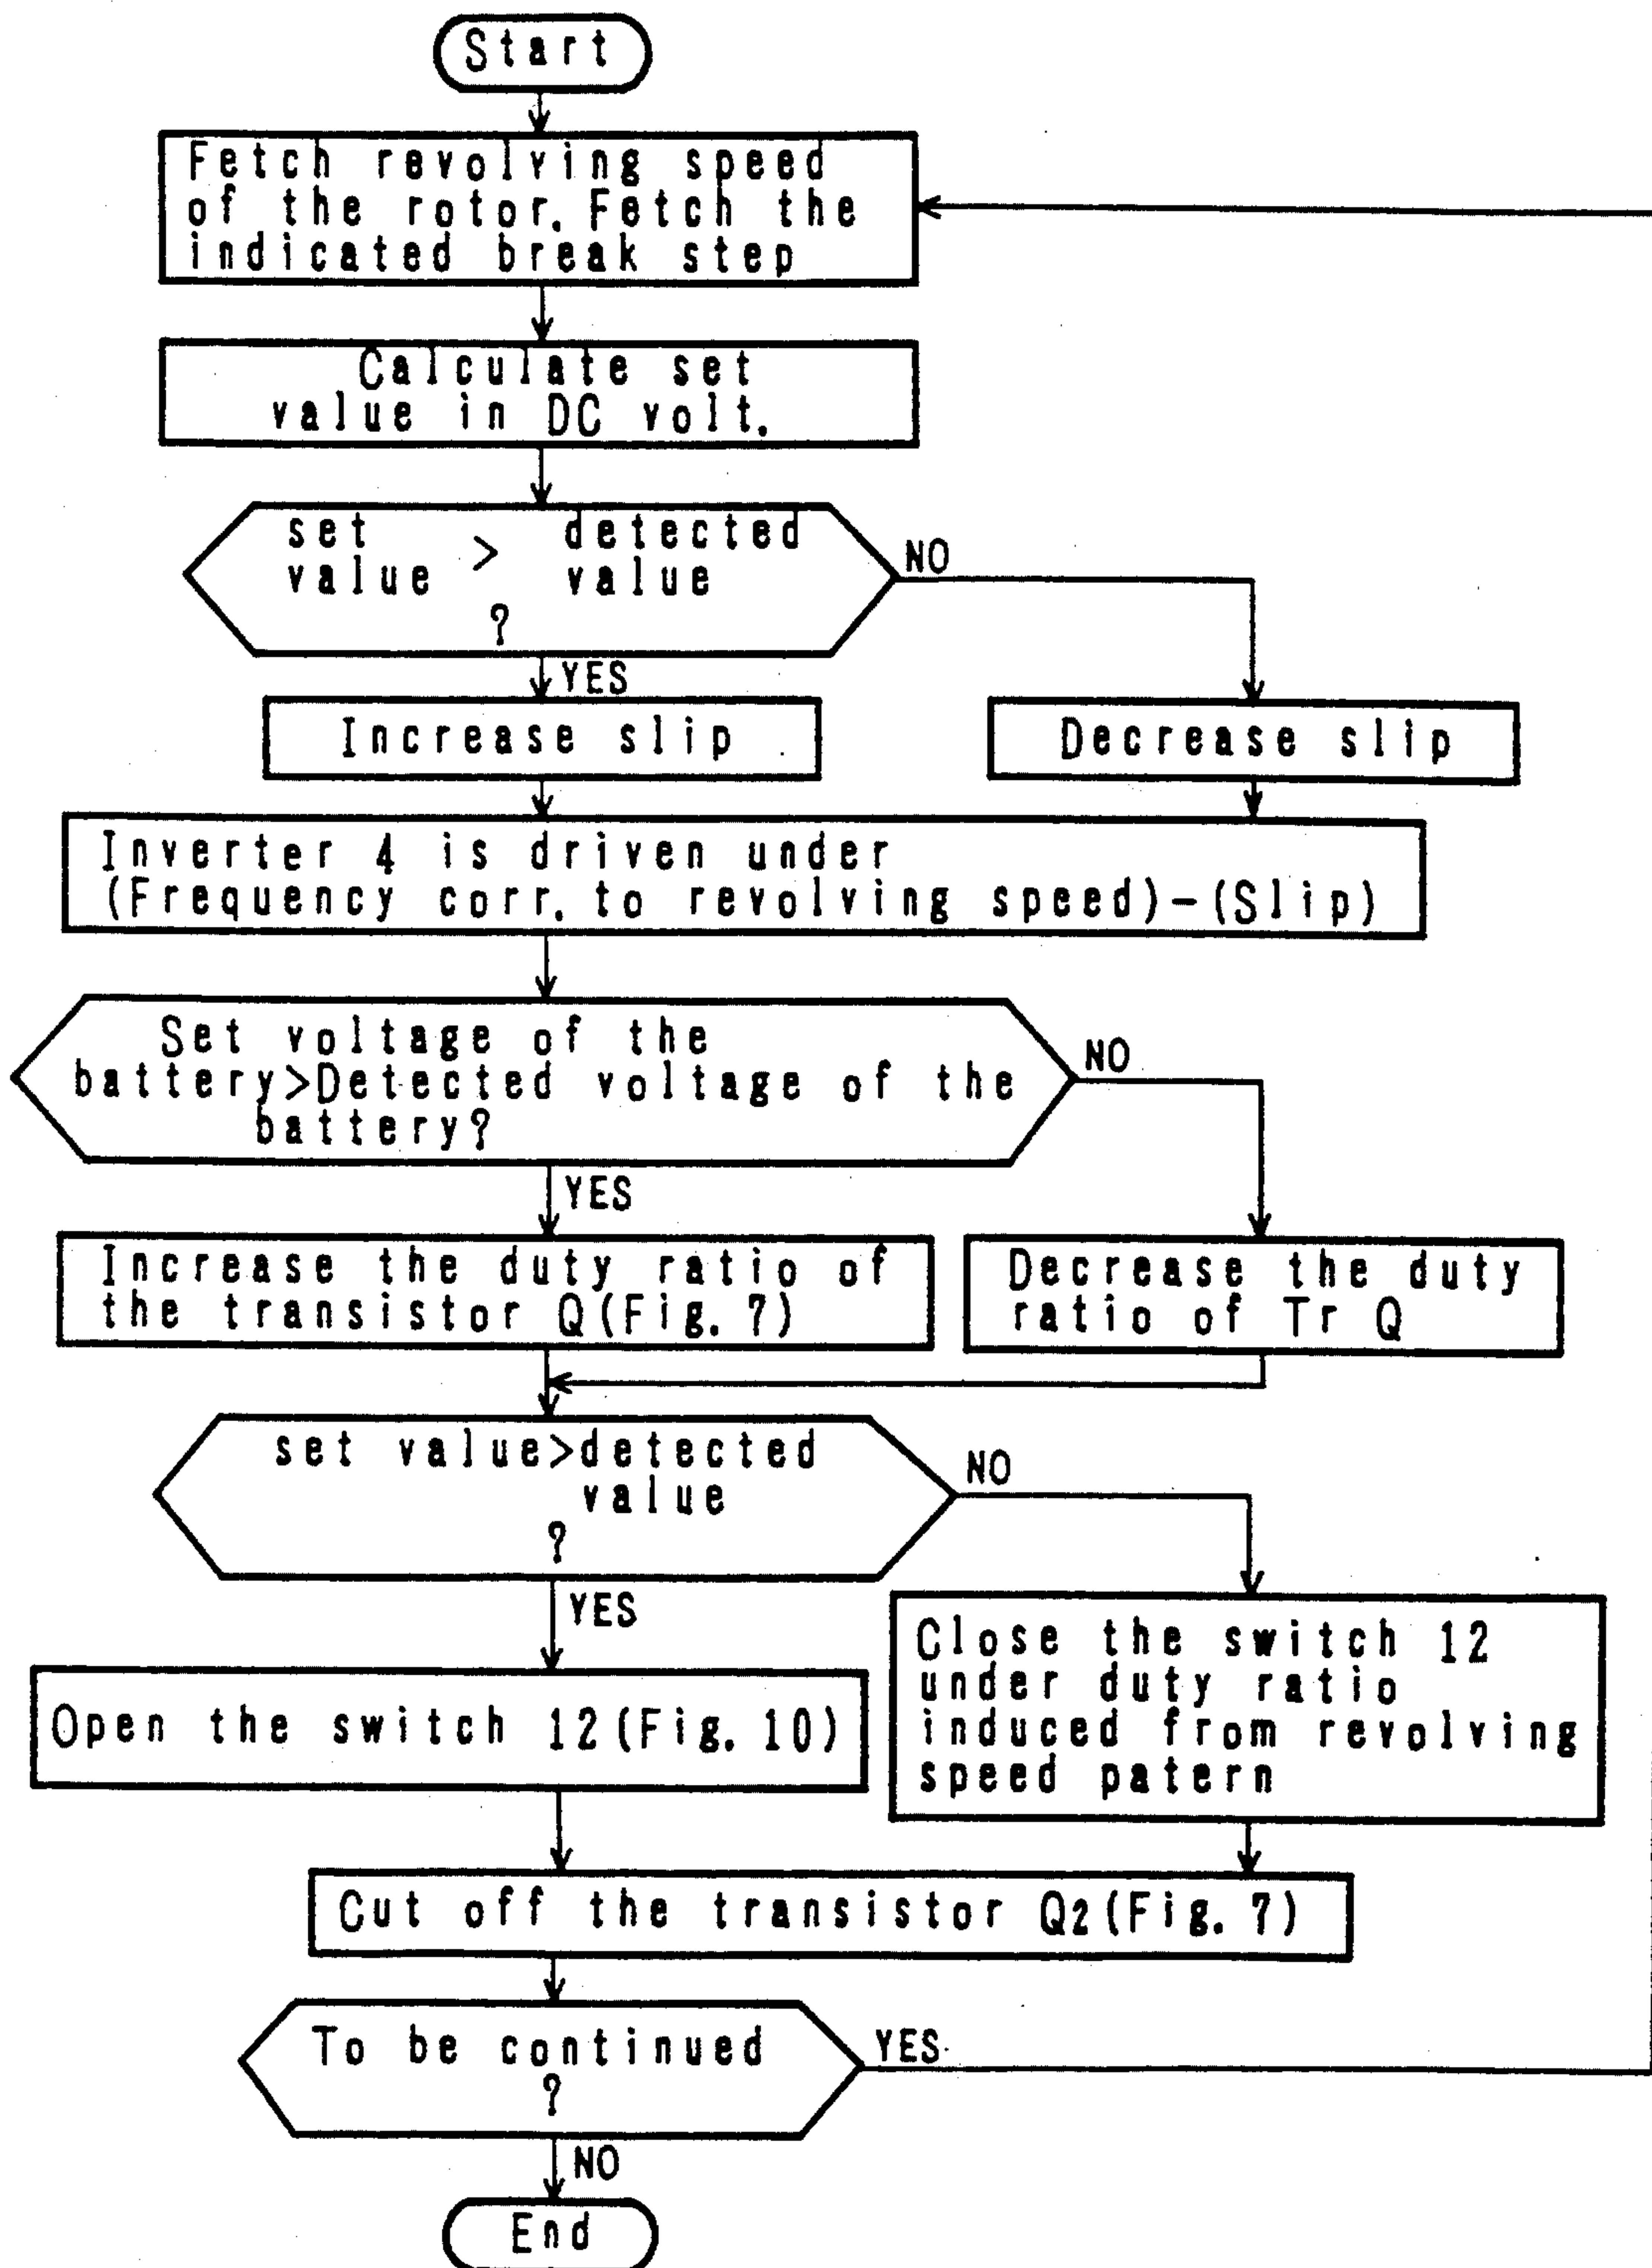 Start
Fetch revolving speed
of the rotor. Fetch the
indicated break step
Calculate set
value in DC volt.
set > detected
value value
?
NO
YES
Increase slip
Decrease slip
Inverter 4 is driven under
(Frequency corr. to revolving speed)-(Slip)
Set voltage of the
battery>Detected voltage of the
battery?
NO
YES
Increase the duty ratio of
the transistor Q(Fig. 7)
Decrease the duty
ratio of Tr Q
set value>detected
value
?
NO
YES
Open the switch 12(Fig. 10)
Close the switch 12
under duty ratio
induced from revolving
speed patern
Cut off the transistor Q2(Fig. 7)
To be continued
?
YES
NO
End